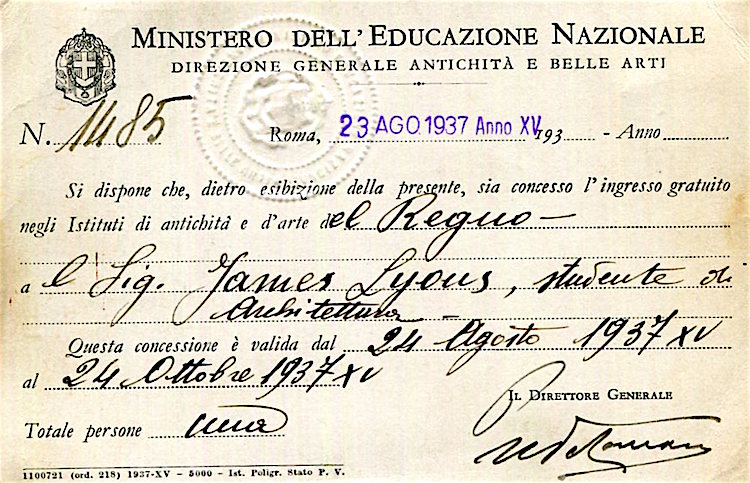 MINISTERO DELL'EDUCAZIONE NAZIONALE
DIREZIONE GENERALE ANTICHITÀ E BELLE ARTI
N. 1485 Roma, 23 AGO 1937 Anno XV 193 - Anno
Si dispone che, dietro esibizione della presente, sia concesso l'ingresso gratuito
negli Istituti di antichità e d'arte del Regno —
a l Sig. James Lyons, studente di
Architettura
Questa concessione è valida dal 24 Agosto 1937 XV
al 24 Ottobre 1937 XV
IL DIRETTORE GENERALE
Totale persone una
1100721 (ord. 218) 1937-XV - 5000 - Ist. Poligr. Stato P. V.